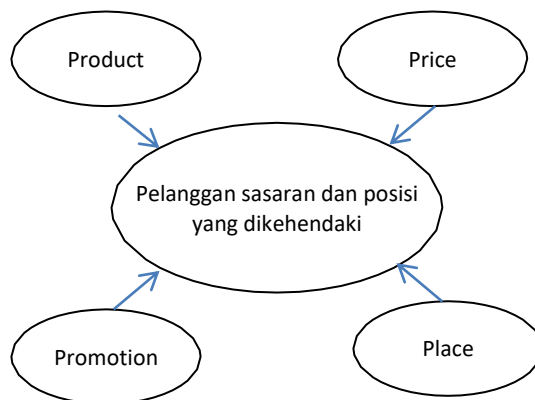 Product
Price
Pelanggan sasaran dan posisi
yang dikehendaki
Promotion
Place